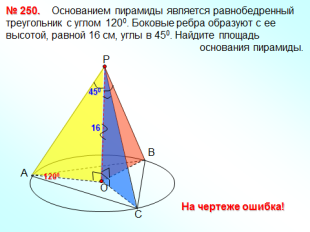 № 250. Основанием пирамиды является равнобедренный
треугольник с углом 120⁰. Боковые ребра образуют с ее
высотой, равной 16 см, углы в 45⁰. Найдите площадь
основания пирамиды.
P
45⁰
16
B
A
120⁰
O
C
На чертеже ошибка!